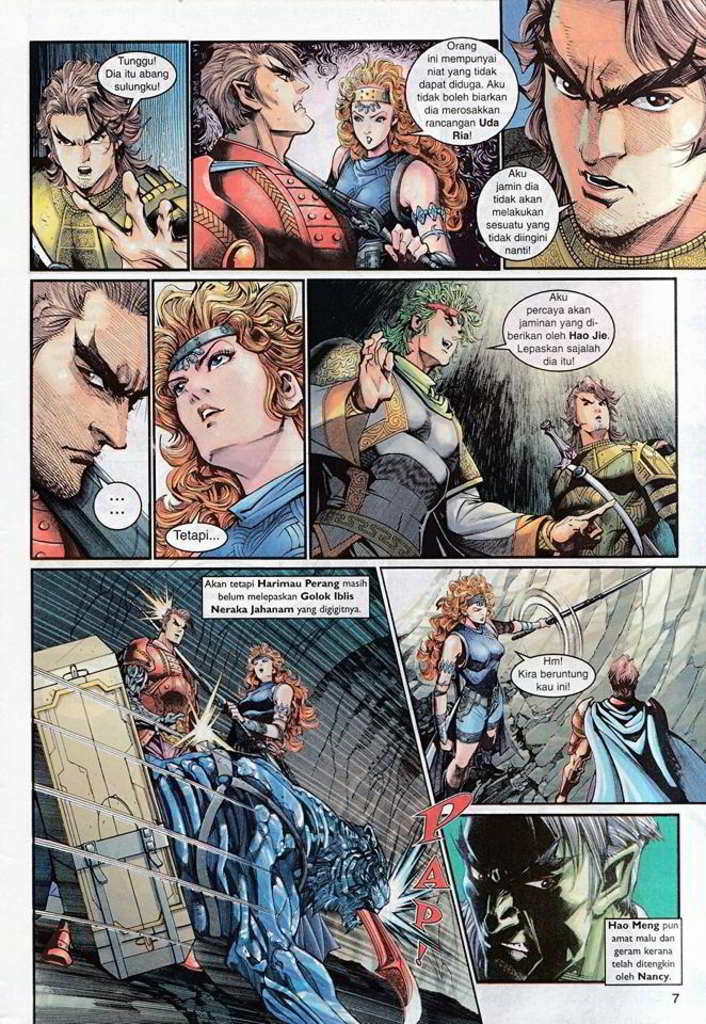 Tunggu!
Dia itu abang
sulungku!
Orang
ini mempunyai
niat yang tidak
dapat diduga. Aku
tidak boleh biarkan
dia merosakkan
rancangan Uda
Ria!
Aku
jamin dia
tidak akan
melakukan
sesuatu yang
tidak diingini
nanti!
...
...
Tetapi...
Aku
percaya akan
jaminan yang di-
berikan oleh Hao Jie.
Lepaskan sajalah
dia itu!
Akan tetapi Harimau Perang masih
belum melepaskan Golok Iblis
Neraka Jahanam yang digigitnya.
Hm!
Kira beruntung
kau ini!
PAP!
Hao Meng pun
amat malu dan
geram kerana
telah ditengkin
oleh Nancy.
7